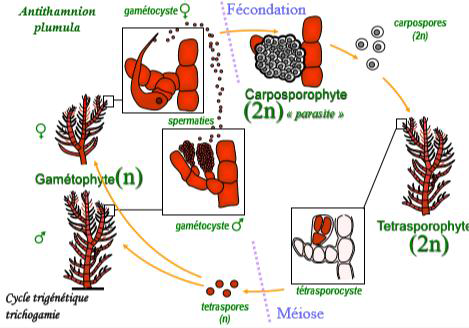 Antithamnion
plumula
gamétocyste ♀
Fécondation
carpospores
(2n)
spermaties
Carposporophyte
(2n) « parasite »
♀
Gamétophyte (n)
gamétocyste ♂
♂
Tetrasporophyte
(2n)
tétrasporocyste
tetraspores
(n)
Méiose
Cycle trigénétique
trichogamie